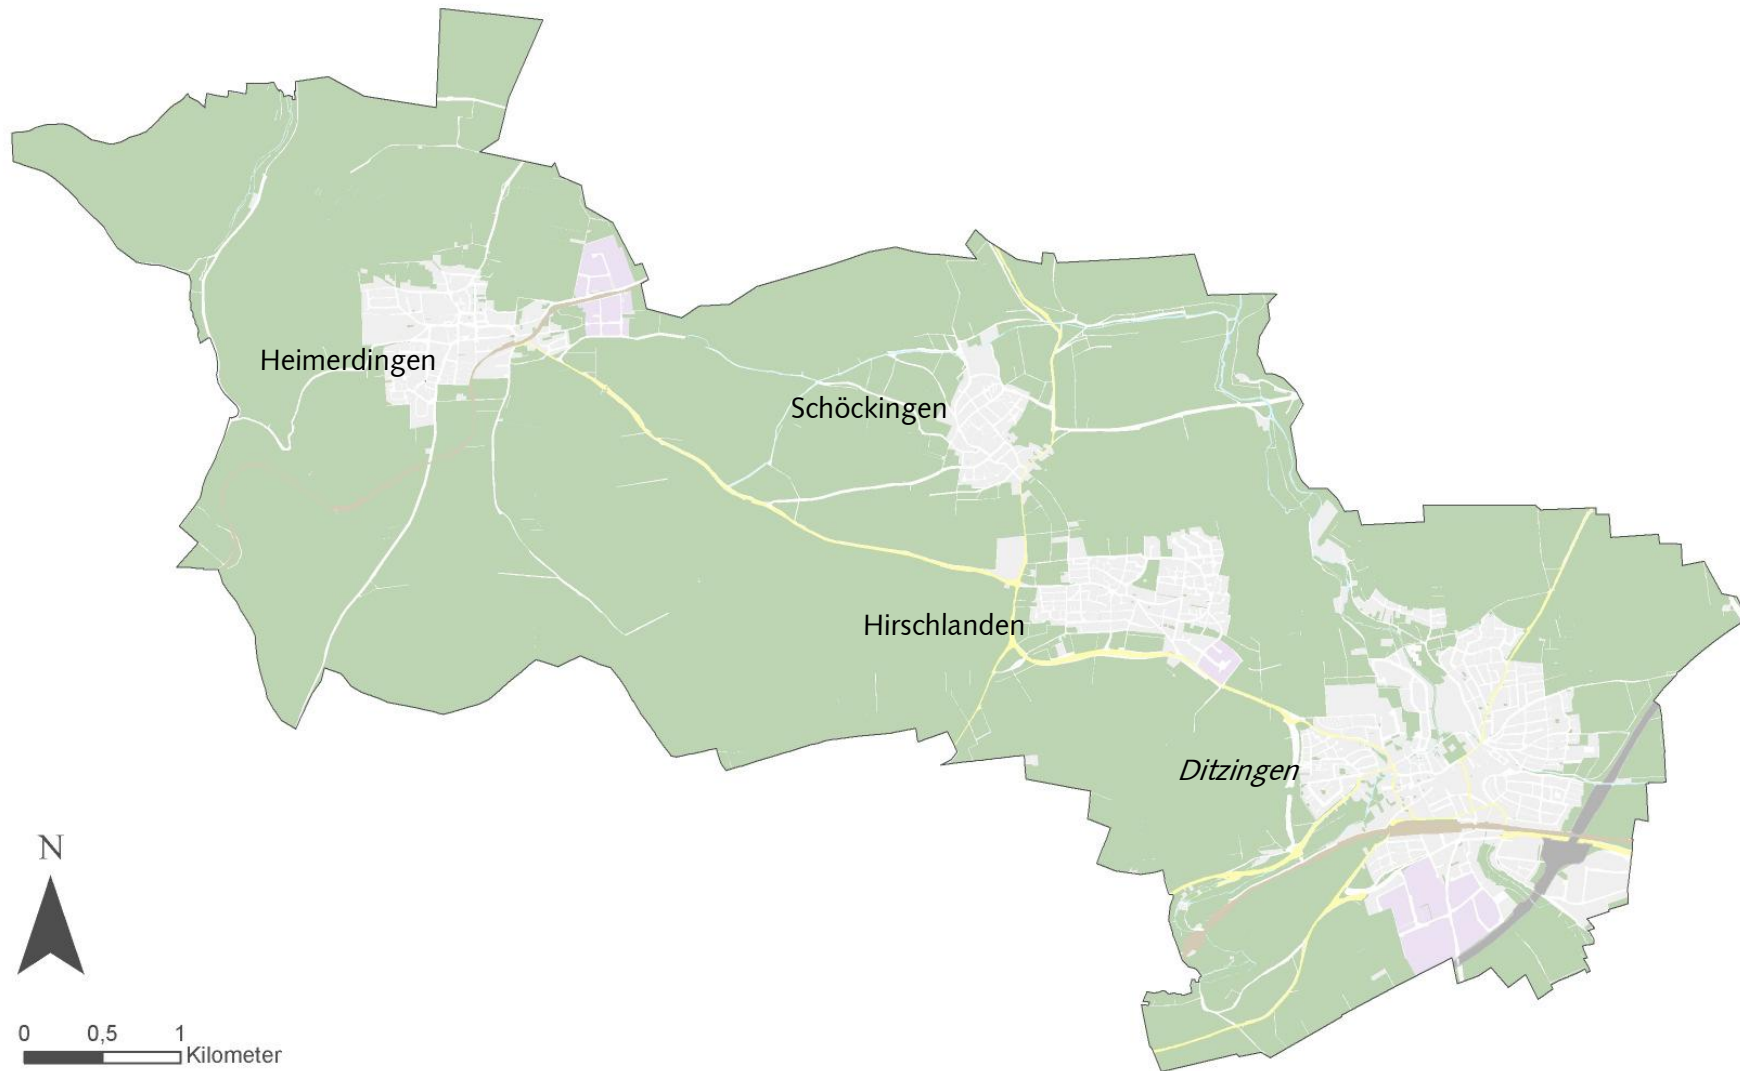 Heimerdingen
Schöckingen
Hirschlanden
Ditzingen
N
0 0,5 1
Kilometer